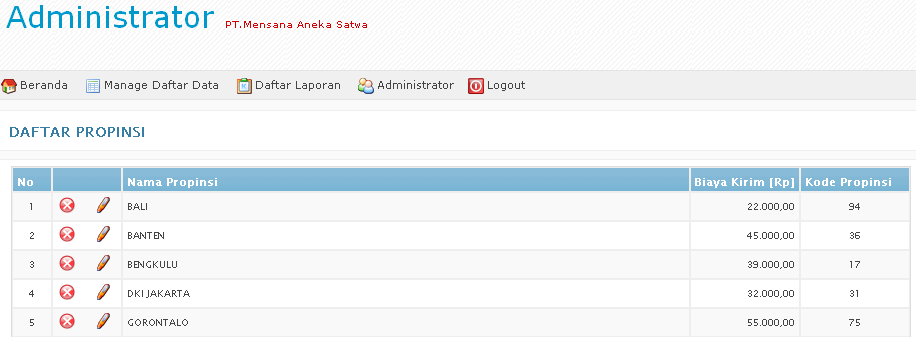 Administrator PT.Mensana Aneka Satwa
Beranda Manage Daftar Data Daftar Laporan Administrator Logout
DAFTAR PROPINSI
No Nama Propinsi Biaya Kirim [Rp] Kode Propinsi
1 BALI 22.000,00 94
2 BANTEN 45.000,00 36
3 BENGKULU 39.000,00 17
4 DKI JAKARTA 32.000,00 31
5 GORONTALO 55.000,00 75